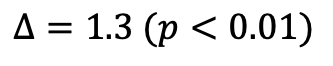 Δ = 1.3 (p < 0.01)